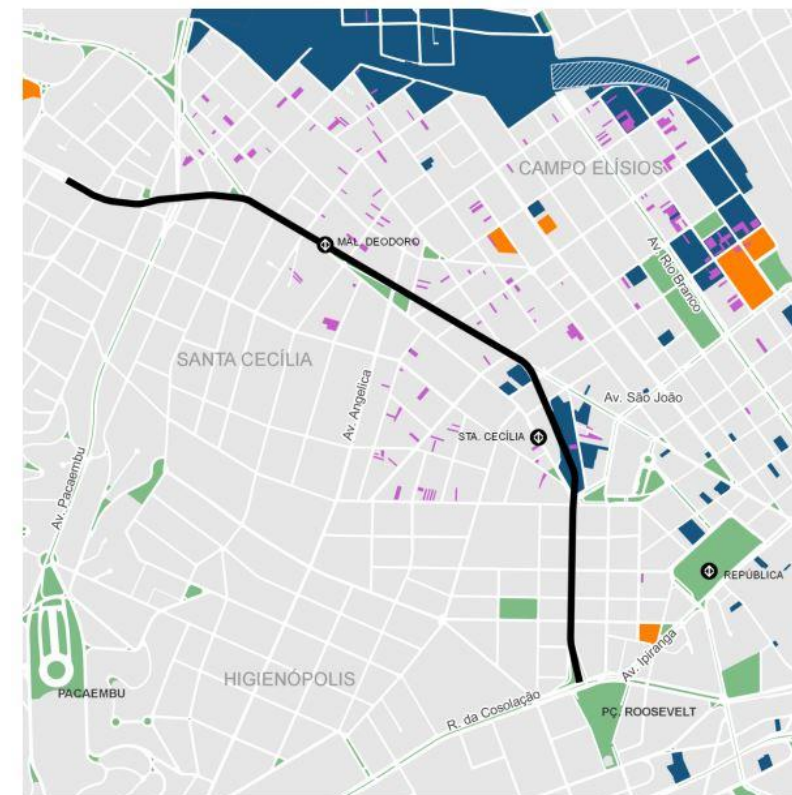 CAMPO ELÍSIOS
MAL. DEODORO
Av. Rio Branco
SANTA CECÍLIA
Av. Angelica
Av. São João
STA. CECÍLIA
Av. Pacaembu
REPÚBLICA
HIGIENÓPOLIS
Av. Ipiranga
PACAEMBU
R. da Cosolação
PÇ. ROOSEVELT